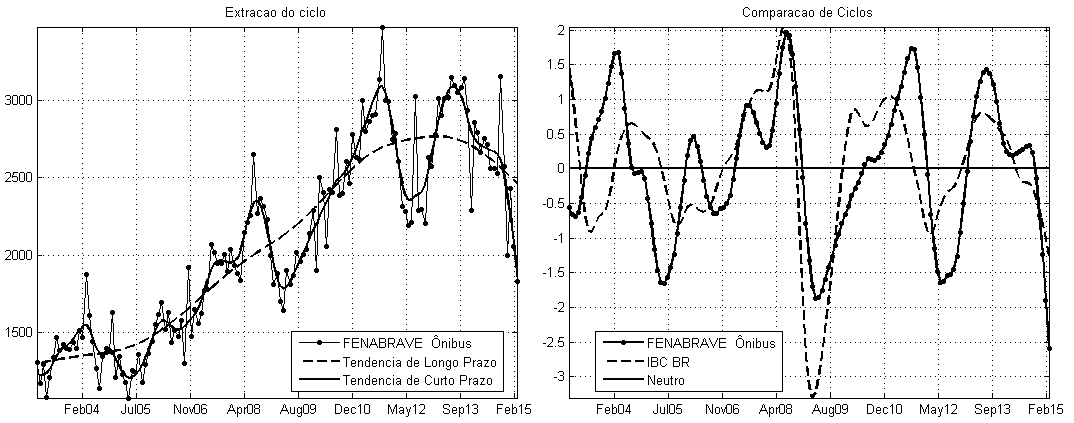 Extracao do ciclo
3000
2500
2000
1500
FENABRAVE Ônibus
Tendencia de Longo Prazo
Tendencia de Curto Prazo
Feb04 Jul05 Nov06 Apr08 Aug09 Dec10 May12 Sep13 Feb15
Comparacao de Ciclos
2
1.5
1
0.5
0
-0.5
-1
-1.5
-2
-2.5
-3
FENABRAVE Ônibus
IBC BR
Neutro
Feb04 Jul05 Nov06 Apr08 Aug09 Dec10 May12 Sep13 Feb15